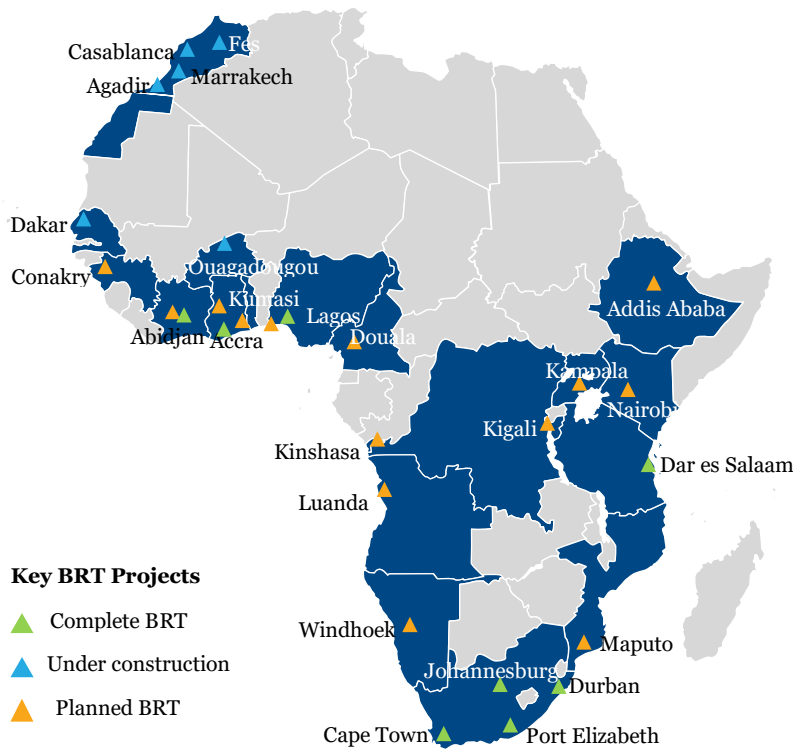 Casablanca
Fes
Agadir
Marrakech
Dakar
Conakry
Ouagadougou
Kumasi
Lagos
Abidjan
Accra
Douala
Addis Ababa
Kampala
Nairobi
Kigali
Kinshasa
Dar es Salaam
Luanda
Key BRT Projects
Complete BRT
Under construction
Planned BRT
Windhoek
Maputo
Johannesburg
Durban
Cape Town
Port Elizabeth